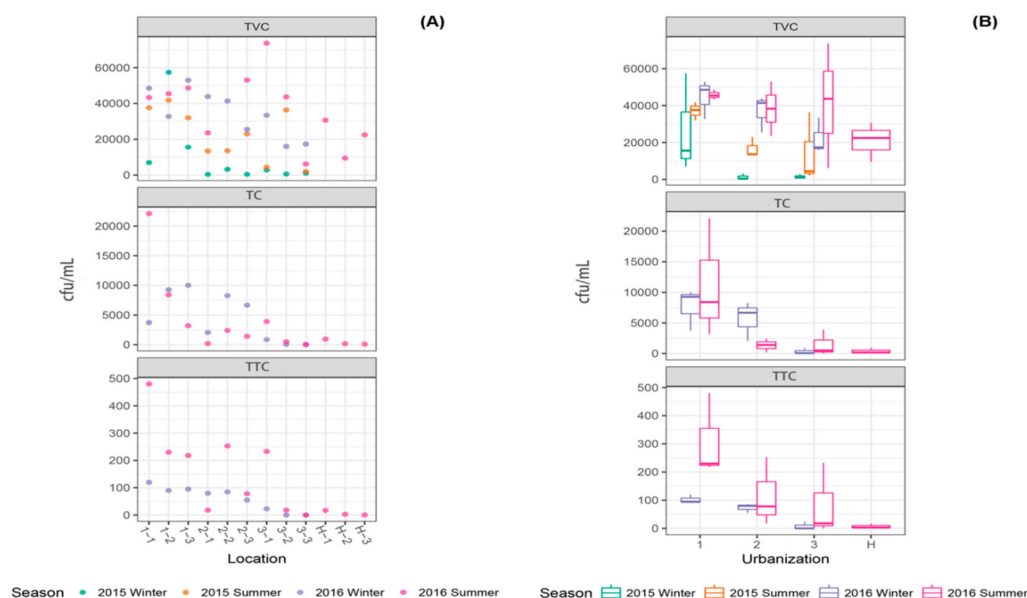 (A)
TVC
60000
40000
20000
0
TC
20000
15000
10000
5000
0
TTC
500
400
300
200
100
0
cfu/mL
1-1 1-2 1-3 2-1 2-2 2-3 3-1 3-2 3-3 H-1 H-2 H-3
Location
Season 2015 Winter 2015 Summer 2016 Winter 2016 Summer
(B)
TVC
60000
40000
20000
0
TC
20000
15000
10000
5000
0
TTC
500
400
300
200
100
0
cfu/mL
1 2 3 H
Urbanization
Season 2015 Winter 2015 Summer 2016 Winter 2016 Summer